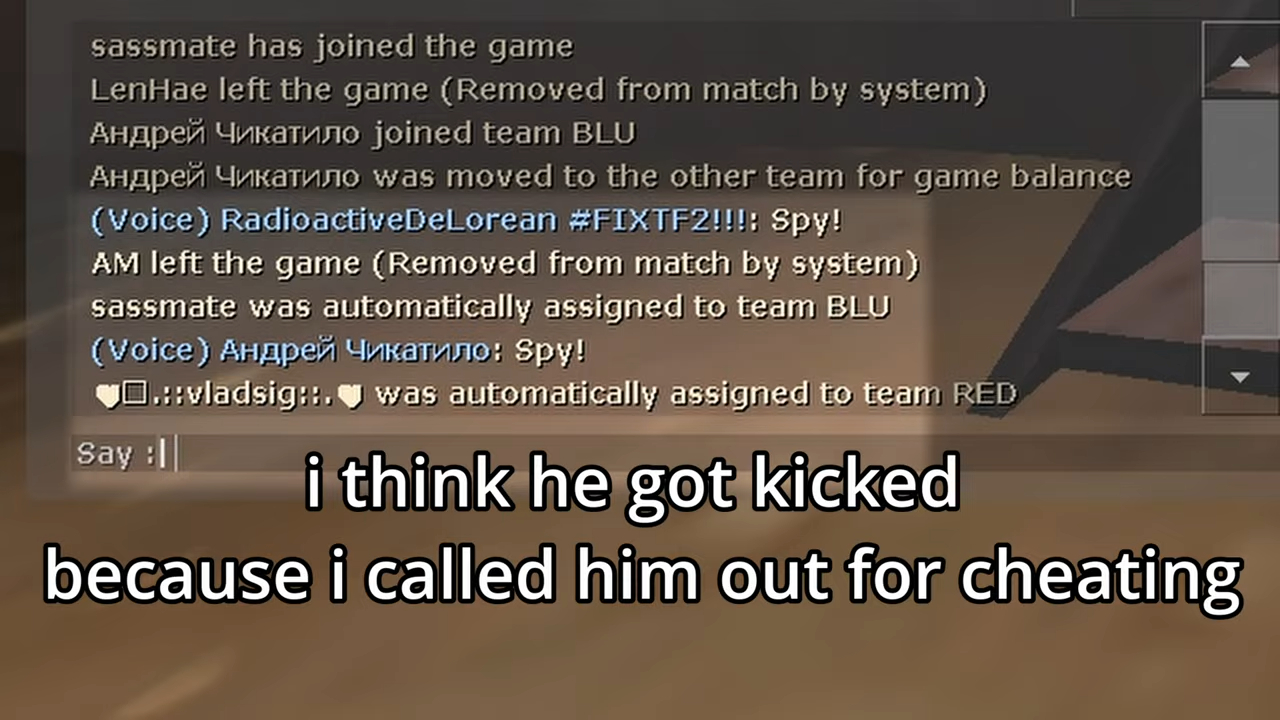 sassmate has joined the game
LenHae left the game (Removed from match by system)
Андрей Чикатило joined team BLU
Андрей Чикатило was moved to the other team for game balance
(Voice) RadioactiveDeLorean #FIXTF2!!!: Spy!
AM left the game (Removed from match by system)
sassmate was automatically assigned to team BLU
(Voice) Андрей Чикатило: Spy!
♥□.::vladsig::.♥ was automatically assigned to team RED
Say :
i think he got kicked
because i called him out for cheating